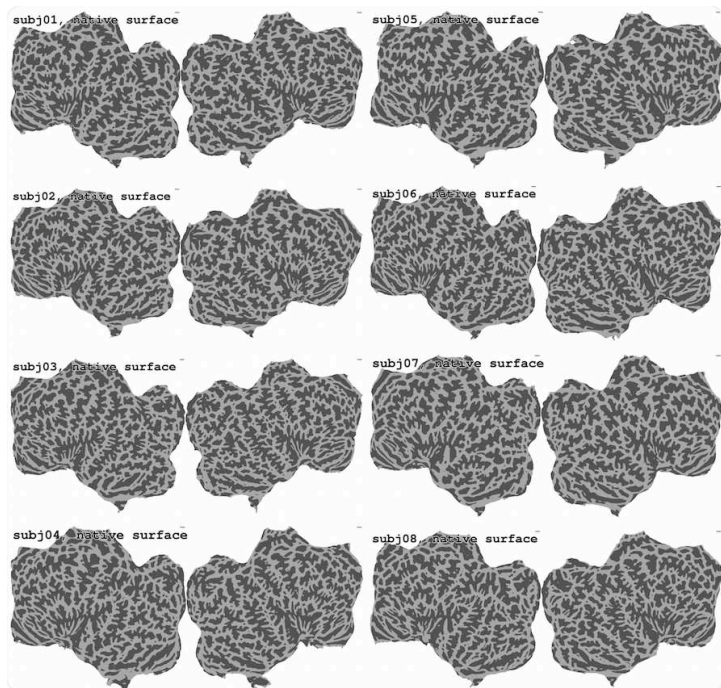 subj01, native surface
subj05, native surface
subj02, native surface
subj06, native surface
subj03, native surface
subj07, native surface
subj04, native surface
subj08, native surface